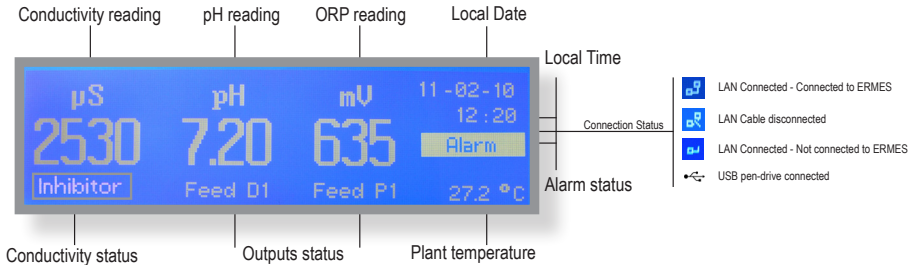 Conductivity reading
pH reading
ORP reading
Local Date
Local Time
µS
pH
mV
11-02-10
12:20
2530
7.20
635
Alarm
Inhibitor
Feed D1
Feed P1
27.2 °C
Connection Status
LAN Connected - Connected to ERMES
LAN Cable disconnected
LAN Connected - Not connected to ERMES
USB pen-drive connected
Alarm status
Conductivity status
Outputs status
Plant temperature